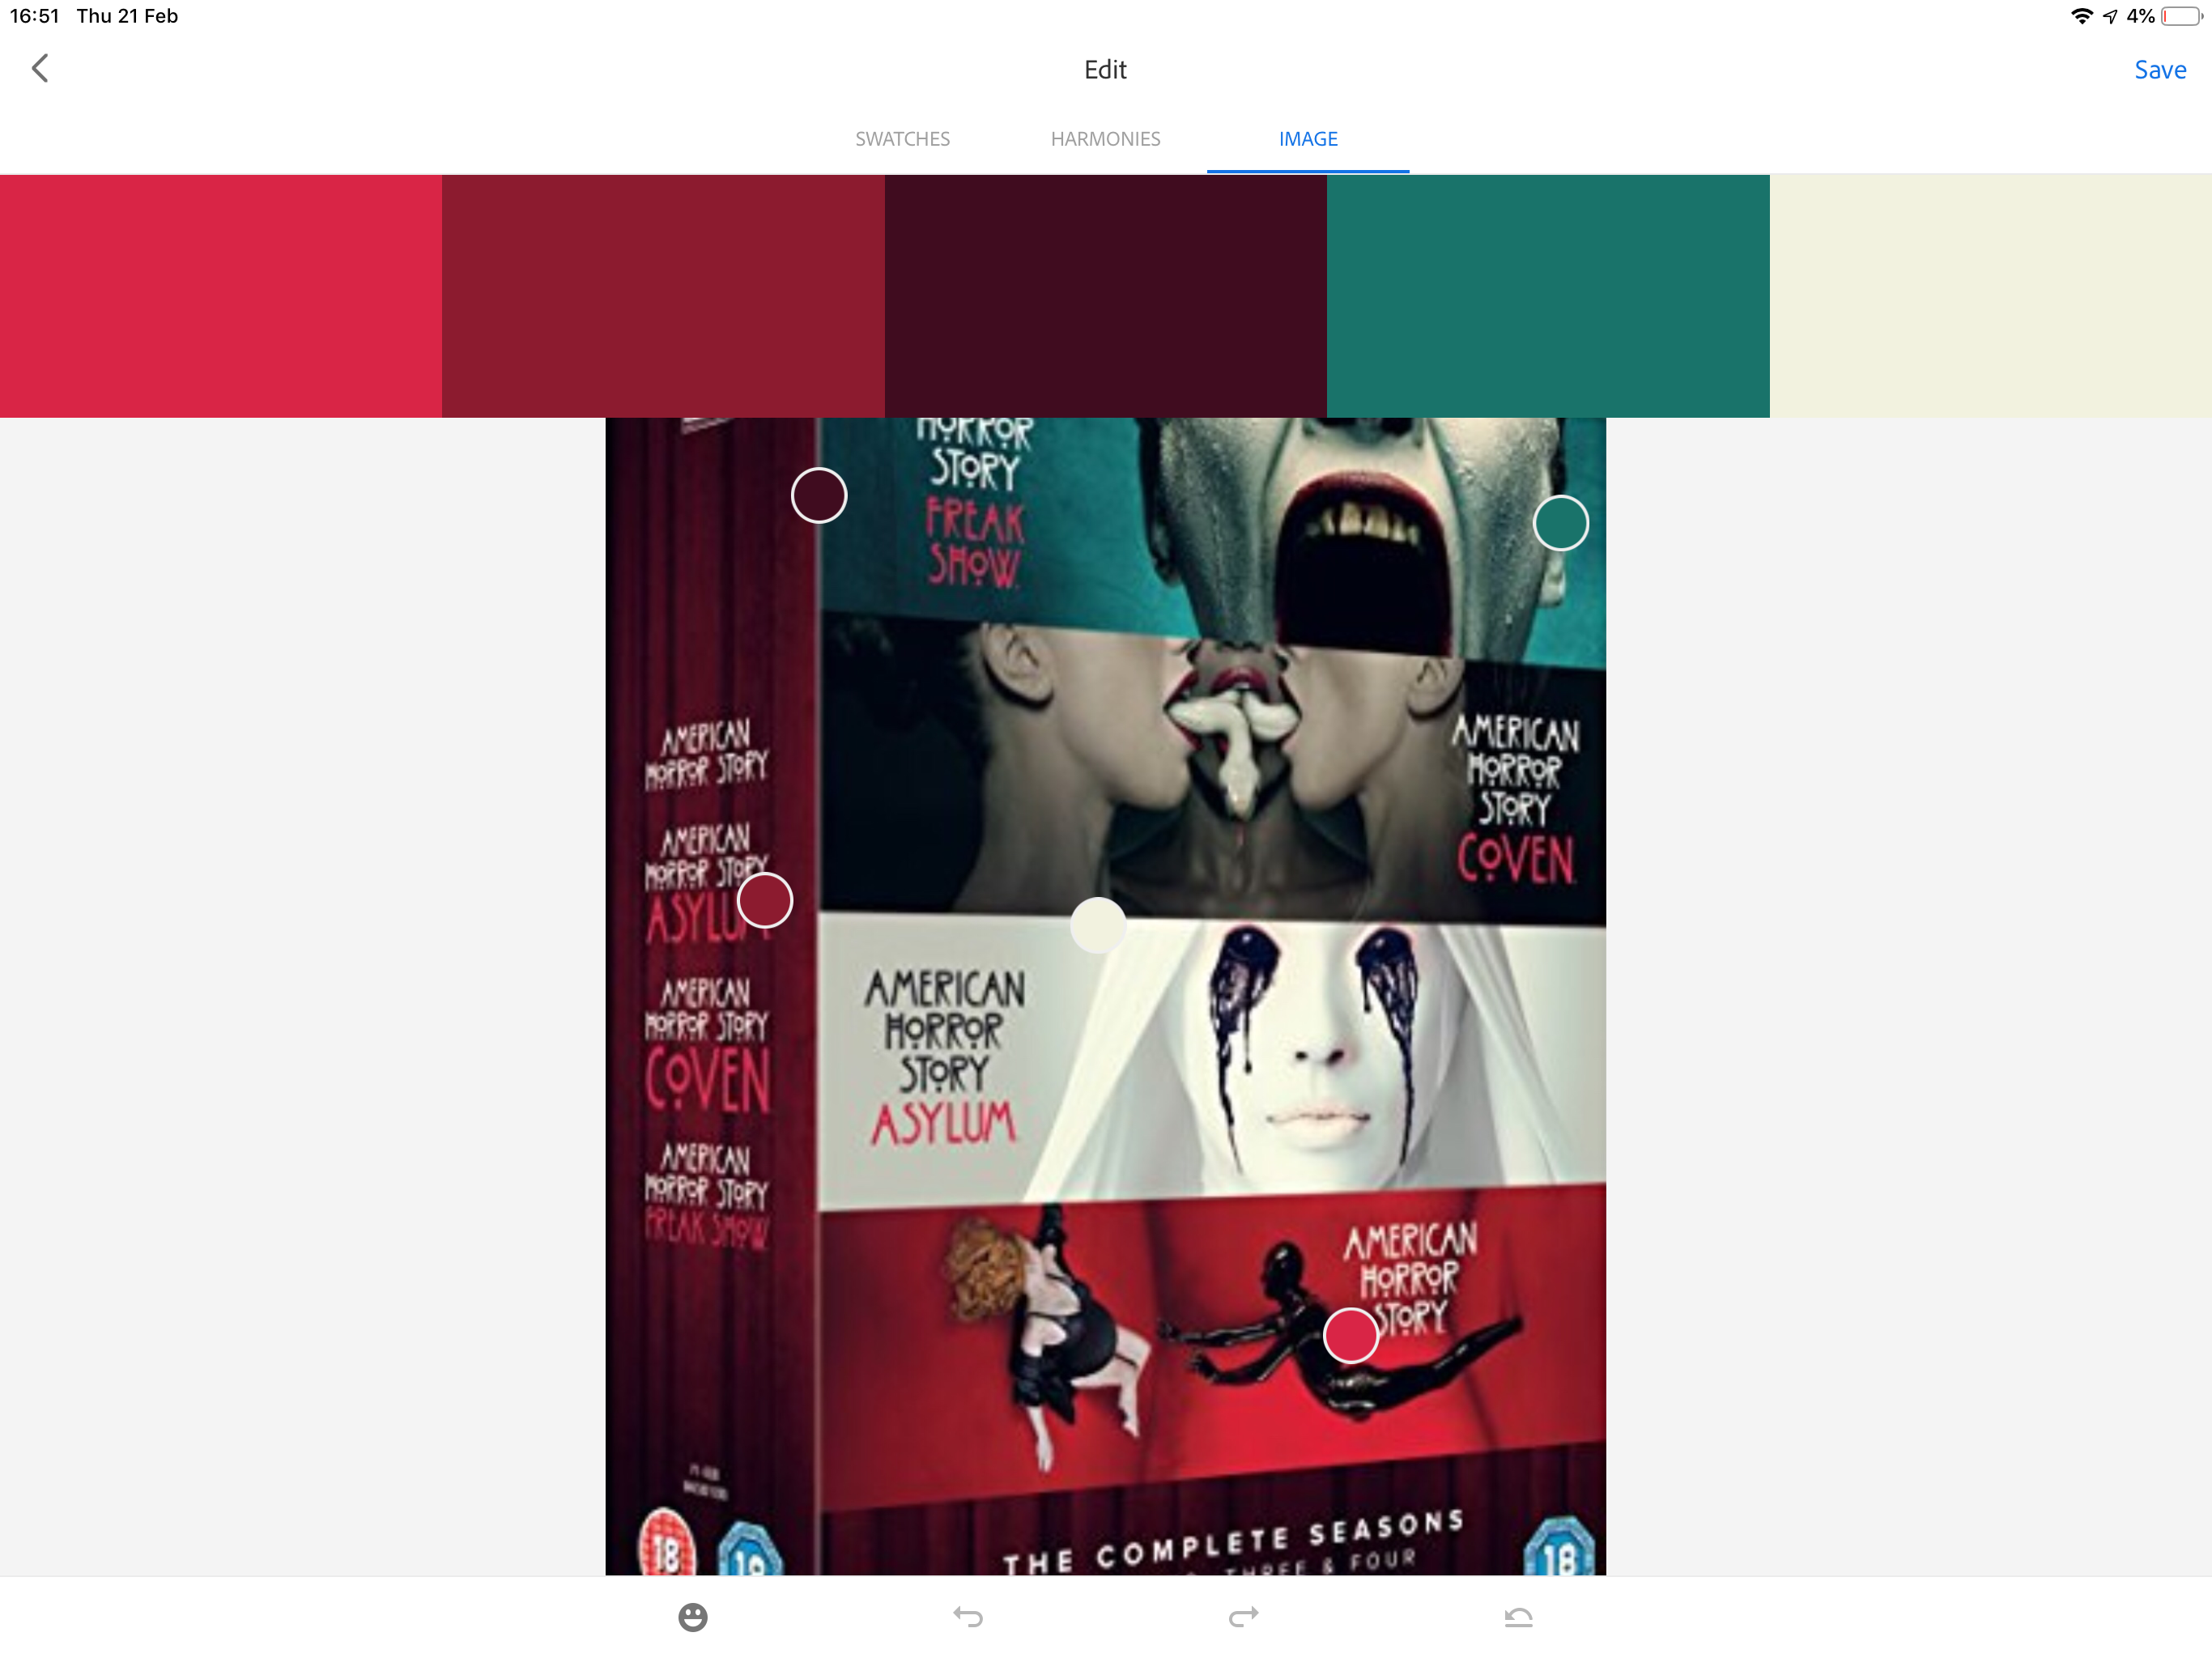 16:51 Thu 21 Feb
4%
Edit
Save
SWATCHES
HARMONIES
IMAGE
HORROR
STORY
FREAK
SHOW
AMERICAN
HORROR STORY
AMERICAN
HORROR STORY
ASYLUM
AMERICAN
HORROR STORY
COVEN
AMERICAN
HORROR STORY
FREAK SHOW
AMERICAN
HORROR
STORY
COVEN
AMERICAN
HORROR
STORY
ASYLUM
AMERICAN
HORROR
STORY
THE COMPLETE SEASONS
THREE & FOUR
18
18
18